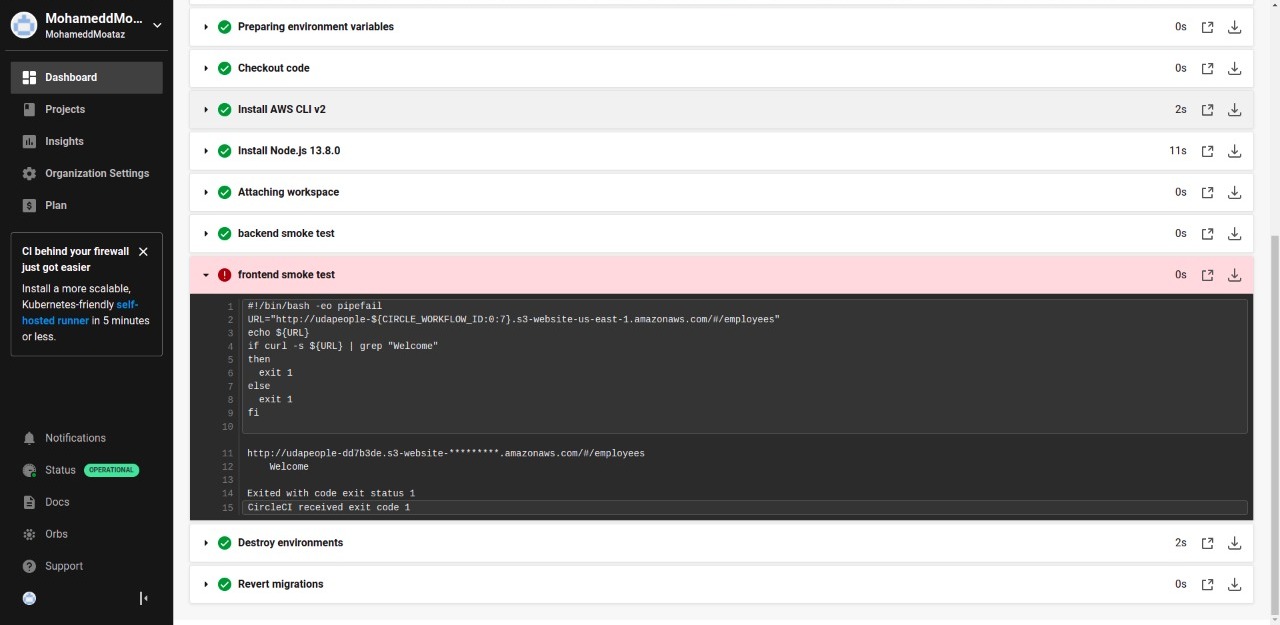 MohameddMo...
MohameddMoataz
Dashboard
Projects
Insights
Organization Settings
Plan
CI behind your firewall
just got easier
Install a more scalable,
Kubernetes-friendly self-
hosted runner in 5 minutes
or less.
Notifications
Status OPERATIONAL
Docs
Orbs
Support
Preparing environment variables 0s
Checkout code 0s
Install AWS CLI v2 2s
Install Node.js 13.8.0 11s
Attaching workspace 0s
backend smoke test 0s
frontend smoke test 0s
1 #!/bin/bash -eo pipefail
2 URL="http://udapeople-${CIRCLE_WORKFLOW_ID:0:7}.s3-website-us-east-1.amazonaws.com/#/employees"
3 echo ${URL}
4 if curl -s ${URL} | grep "Welcome"
5 then
6   exit 1
7 else
8   exit 1
9 fi
10
11 http://udapeople-dd7b3de.s3-website-*********.amazonaws.com/#/employees
12     Welcome
13
14 Exited with code exit status 1
15 CircleCI received exit code 1
Destroy environments 2s
Revert migrations 0s